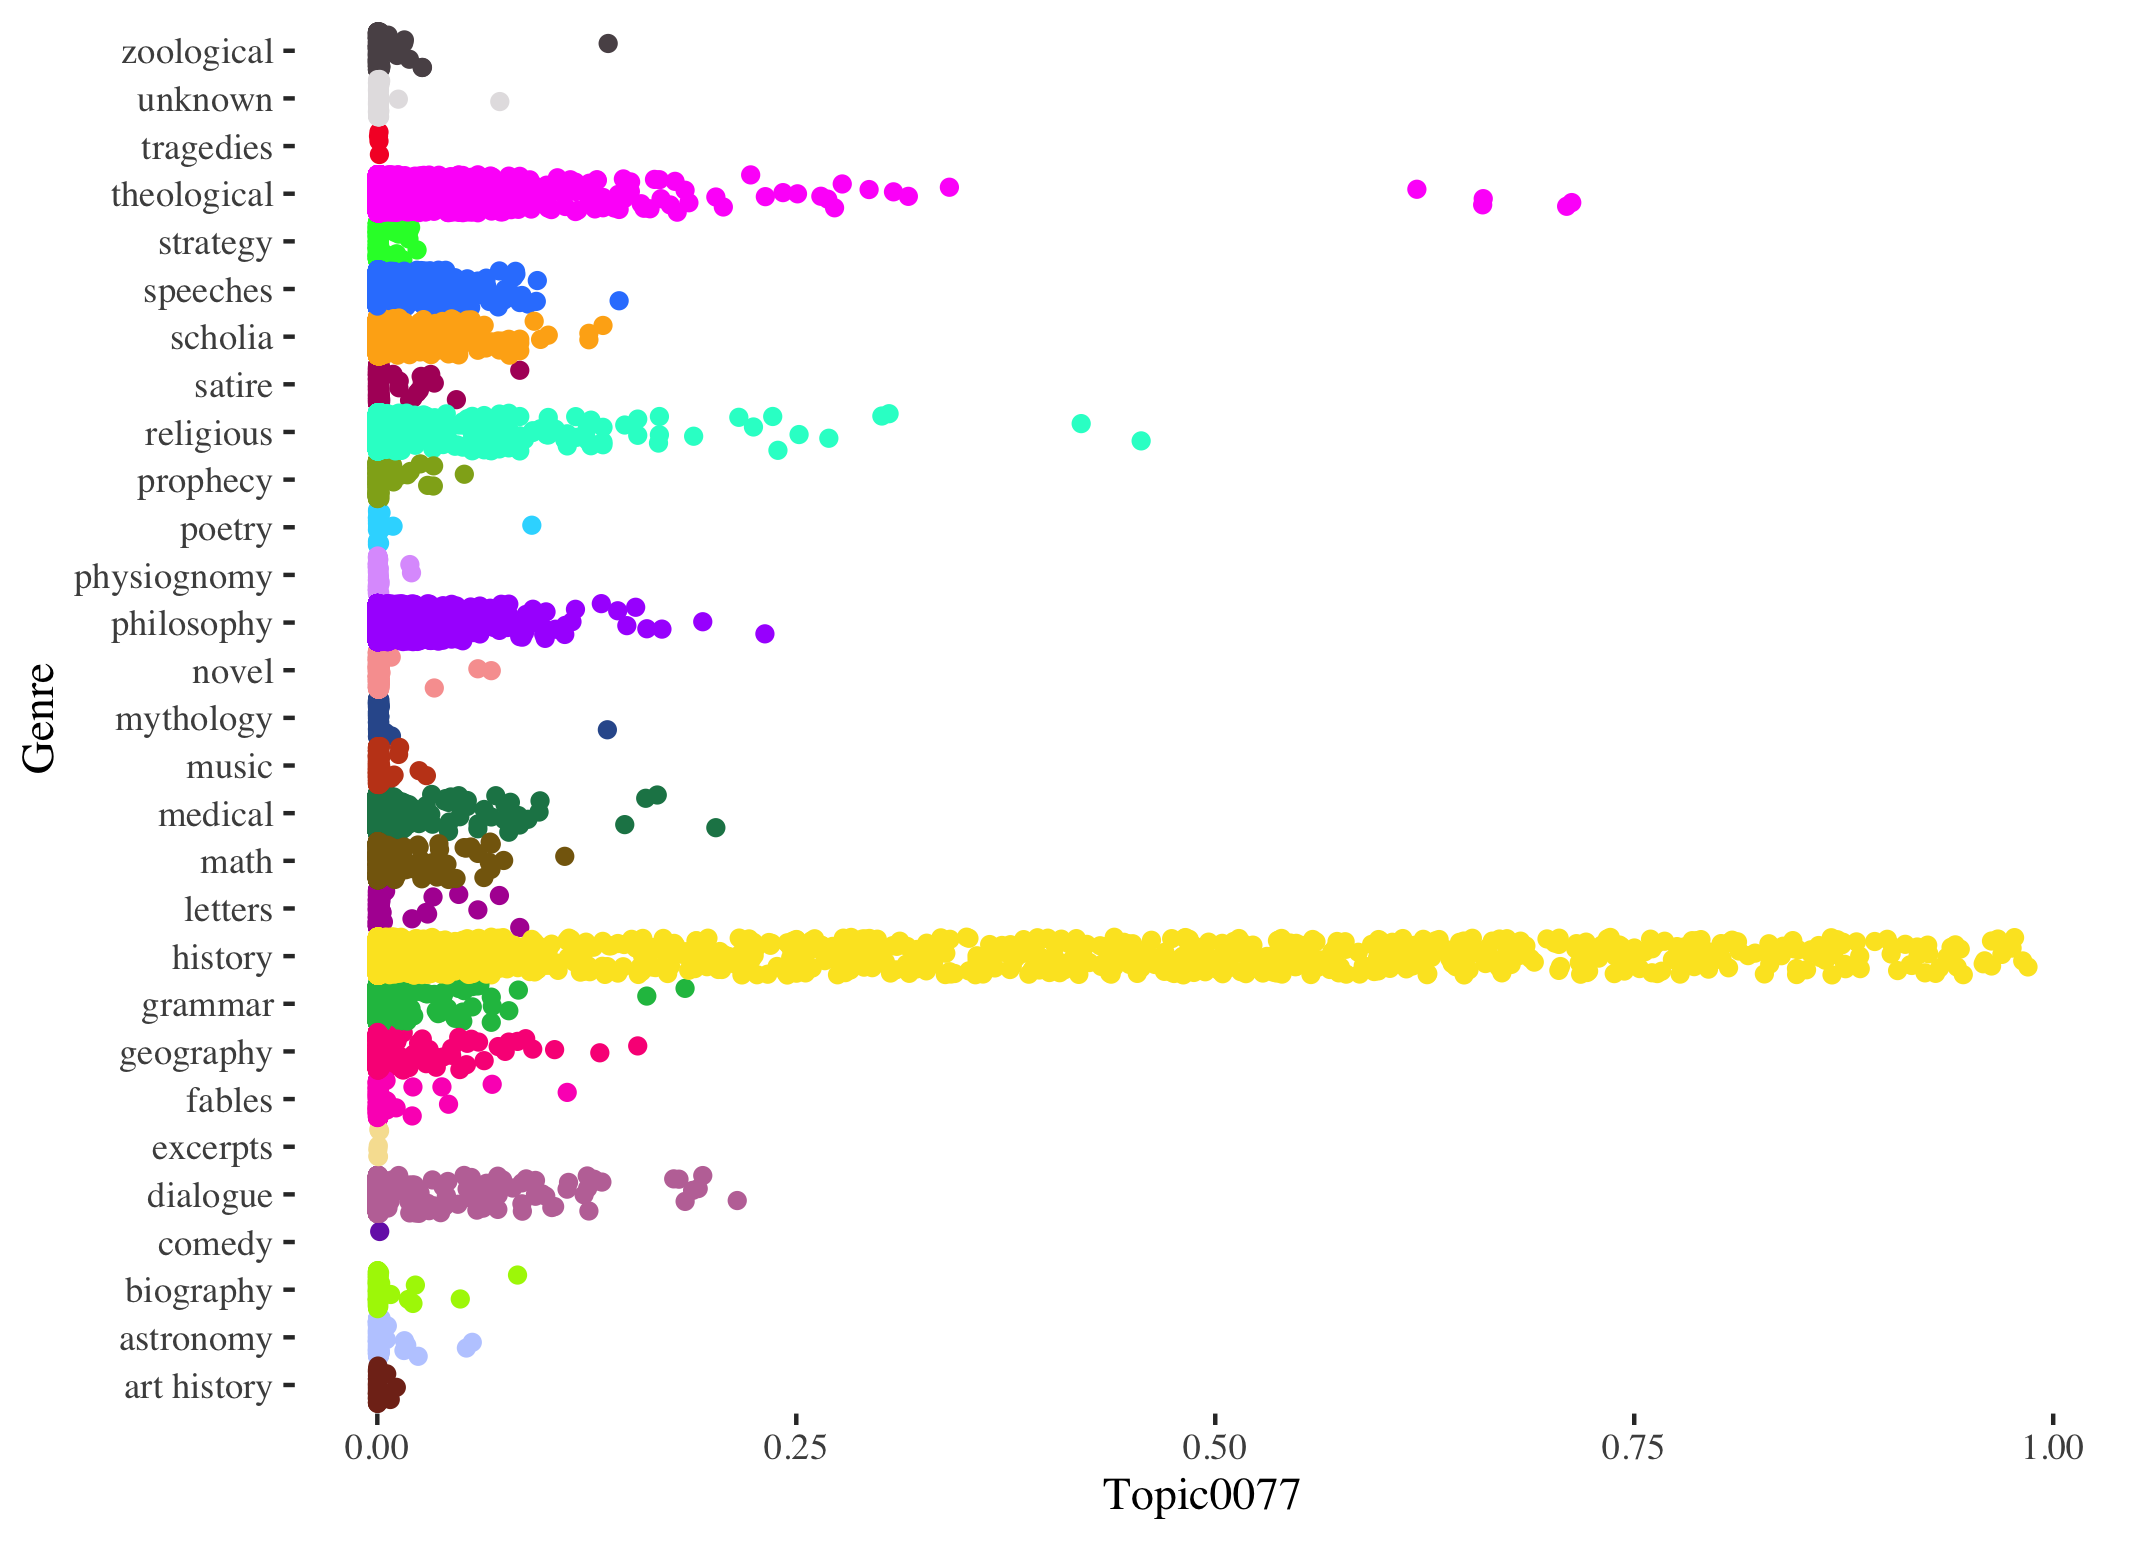 zoological
unknown
tragedies
theological
strategy
speeches
scholia
satire
religious
prophecy
poetry
physiognomy
philosophy
novel
mythology
music
medical
math
letters
history
grammar
geography
fables
excerpts
dialogue
comedy
biography
astronomy
art history
Genre
0.00 0.25 0.50 0.75 1.00
Topic0077